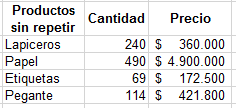 Productos sin repetir Cantidad Precio
Lapiceros 240 $ 360.000
Papel 490 $ 4.900.000
Etiquetas 69 $ 172.500
Pegante 114 $ 421.800